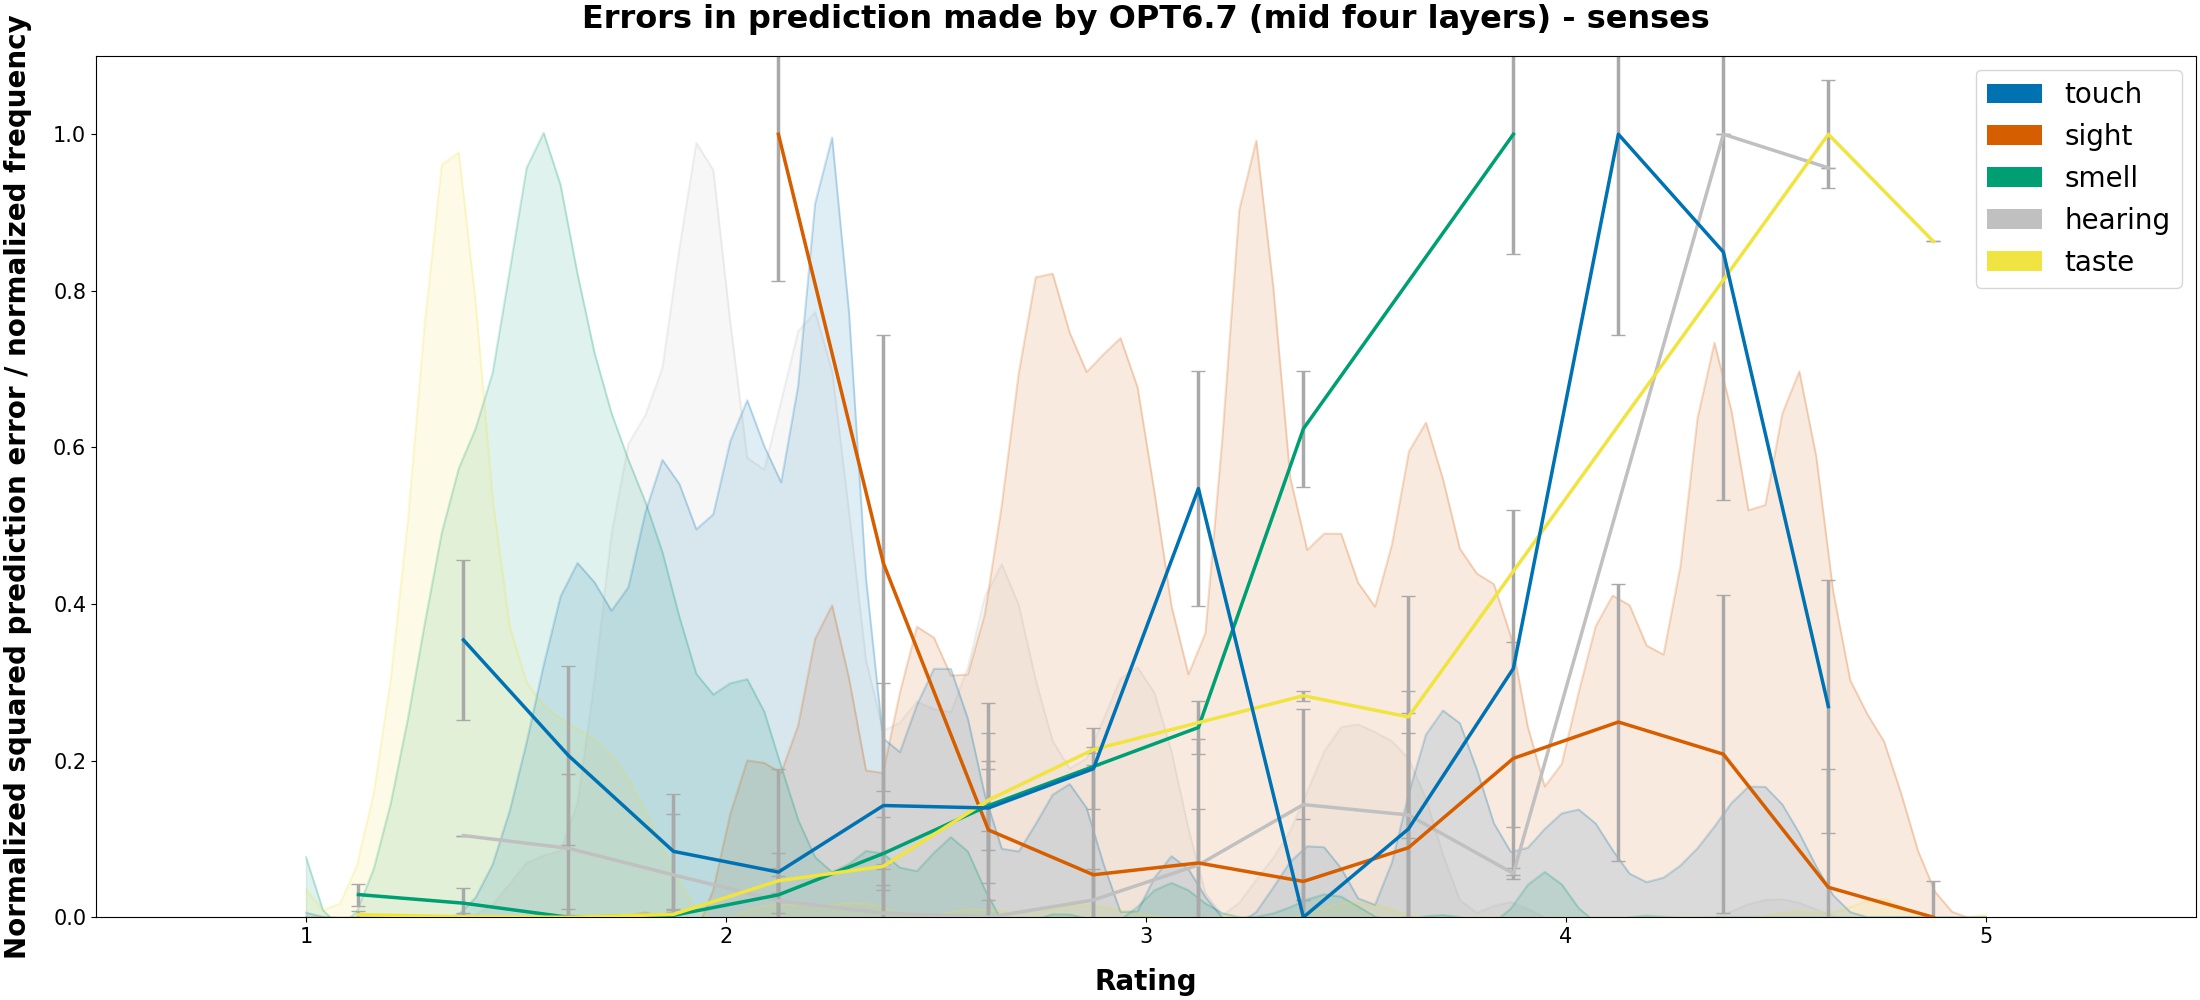 Errors in prediction made by OPT6.7 (mid four layers) - senses
Normalized squared prediction error / normalized frequency
1.0
0.8
0.6
0.4
0.2
0.0
touch
sight
smell
hearing
taste
1 2 3 4 5
Rating